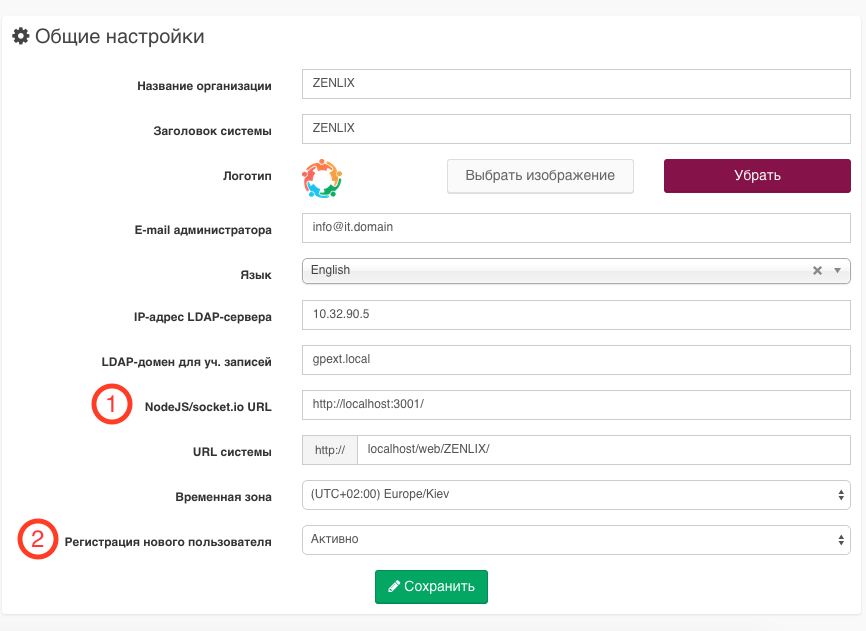 Общие настройки
Название организации ZENLIX
Заголовок системы ZENLIX
Логотип Выбрать изображение Убрать
E-mail администратора info@it.domain
Язык English
IP-адрес LDAP-сервера 10.32.90.5
LDAP-домен для уч. записей gpext.local
1 NodeJS/socket.io URL http://localhost:3001/
URL системы http:// localhost/web/ZENLIX/
Временная зона (UTC+02:00) Europe/Kiev
2 Регистрация нового пользователя Активно
Сохранить